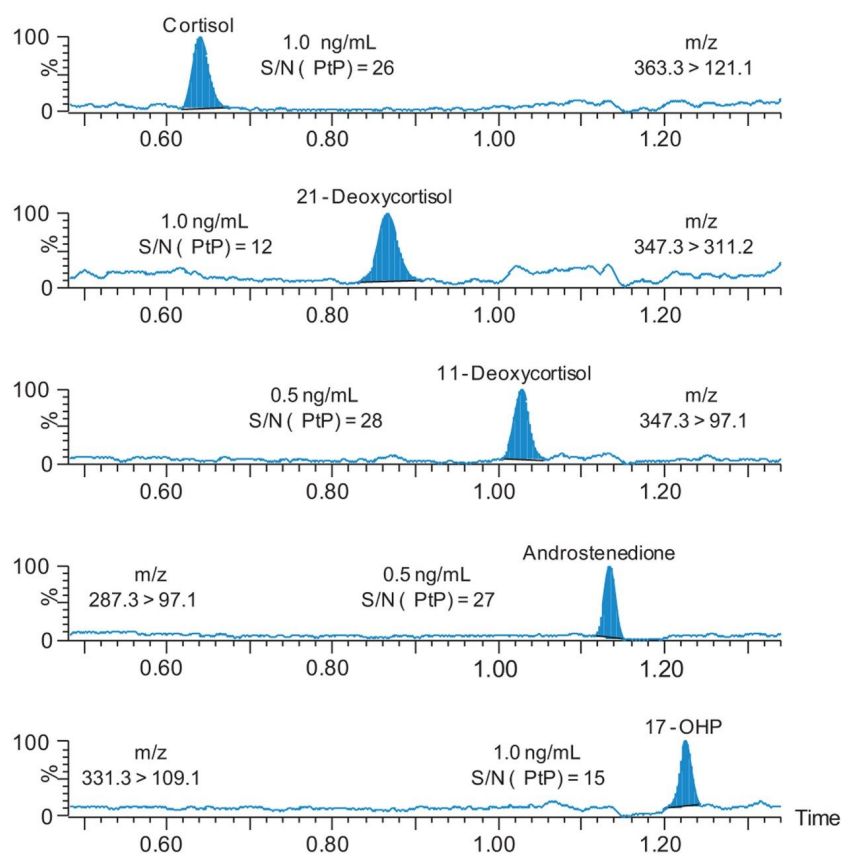 Cortisol
100
1.0 ng/mL
m/z
%
S/N ( PtP) = 26
363.3 > 121.1
0
0.60 0.80 1.00 1.20
21-Deoxycortisol
100
1.0 ng/mL
m/z
%
S/N ( PtP) = 12
347.3 > 311.2
0
0.60 0.80 1.00 1.20
11-Deoxycortisol
100
0.5 ng/mL
m/z
%
S/N ( PtP) = 28
347.3 > 97.1
0
0.60 0.80 1.00 1.20
Androstenedione
100
m/z
0.5 ng/mL
%
287.3 > 97.1
S/N ( PtP) = 27
0
0.60 0.80 1.00 1.20
17-OHP
100
m/z
1.0 ng/mL
%
331.3 > 109.1
S/N ( PtP) = 15
0
Time
0.60 0.80 1.00 1.20